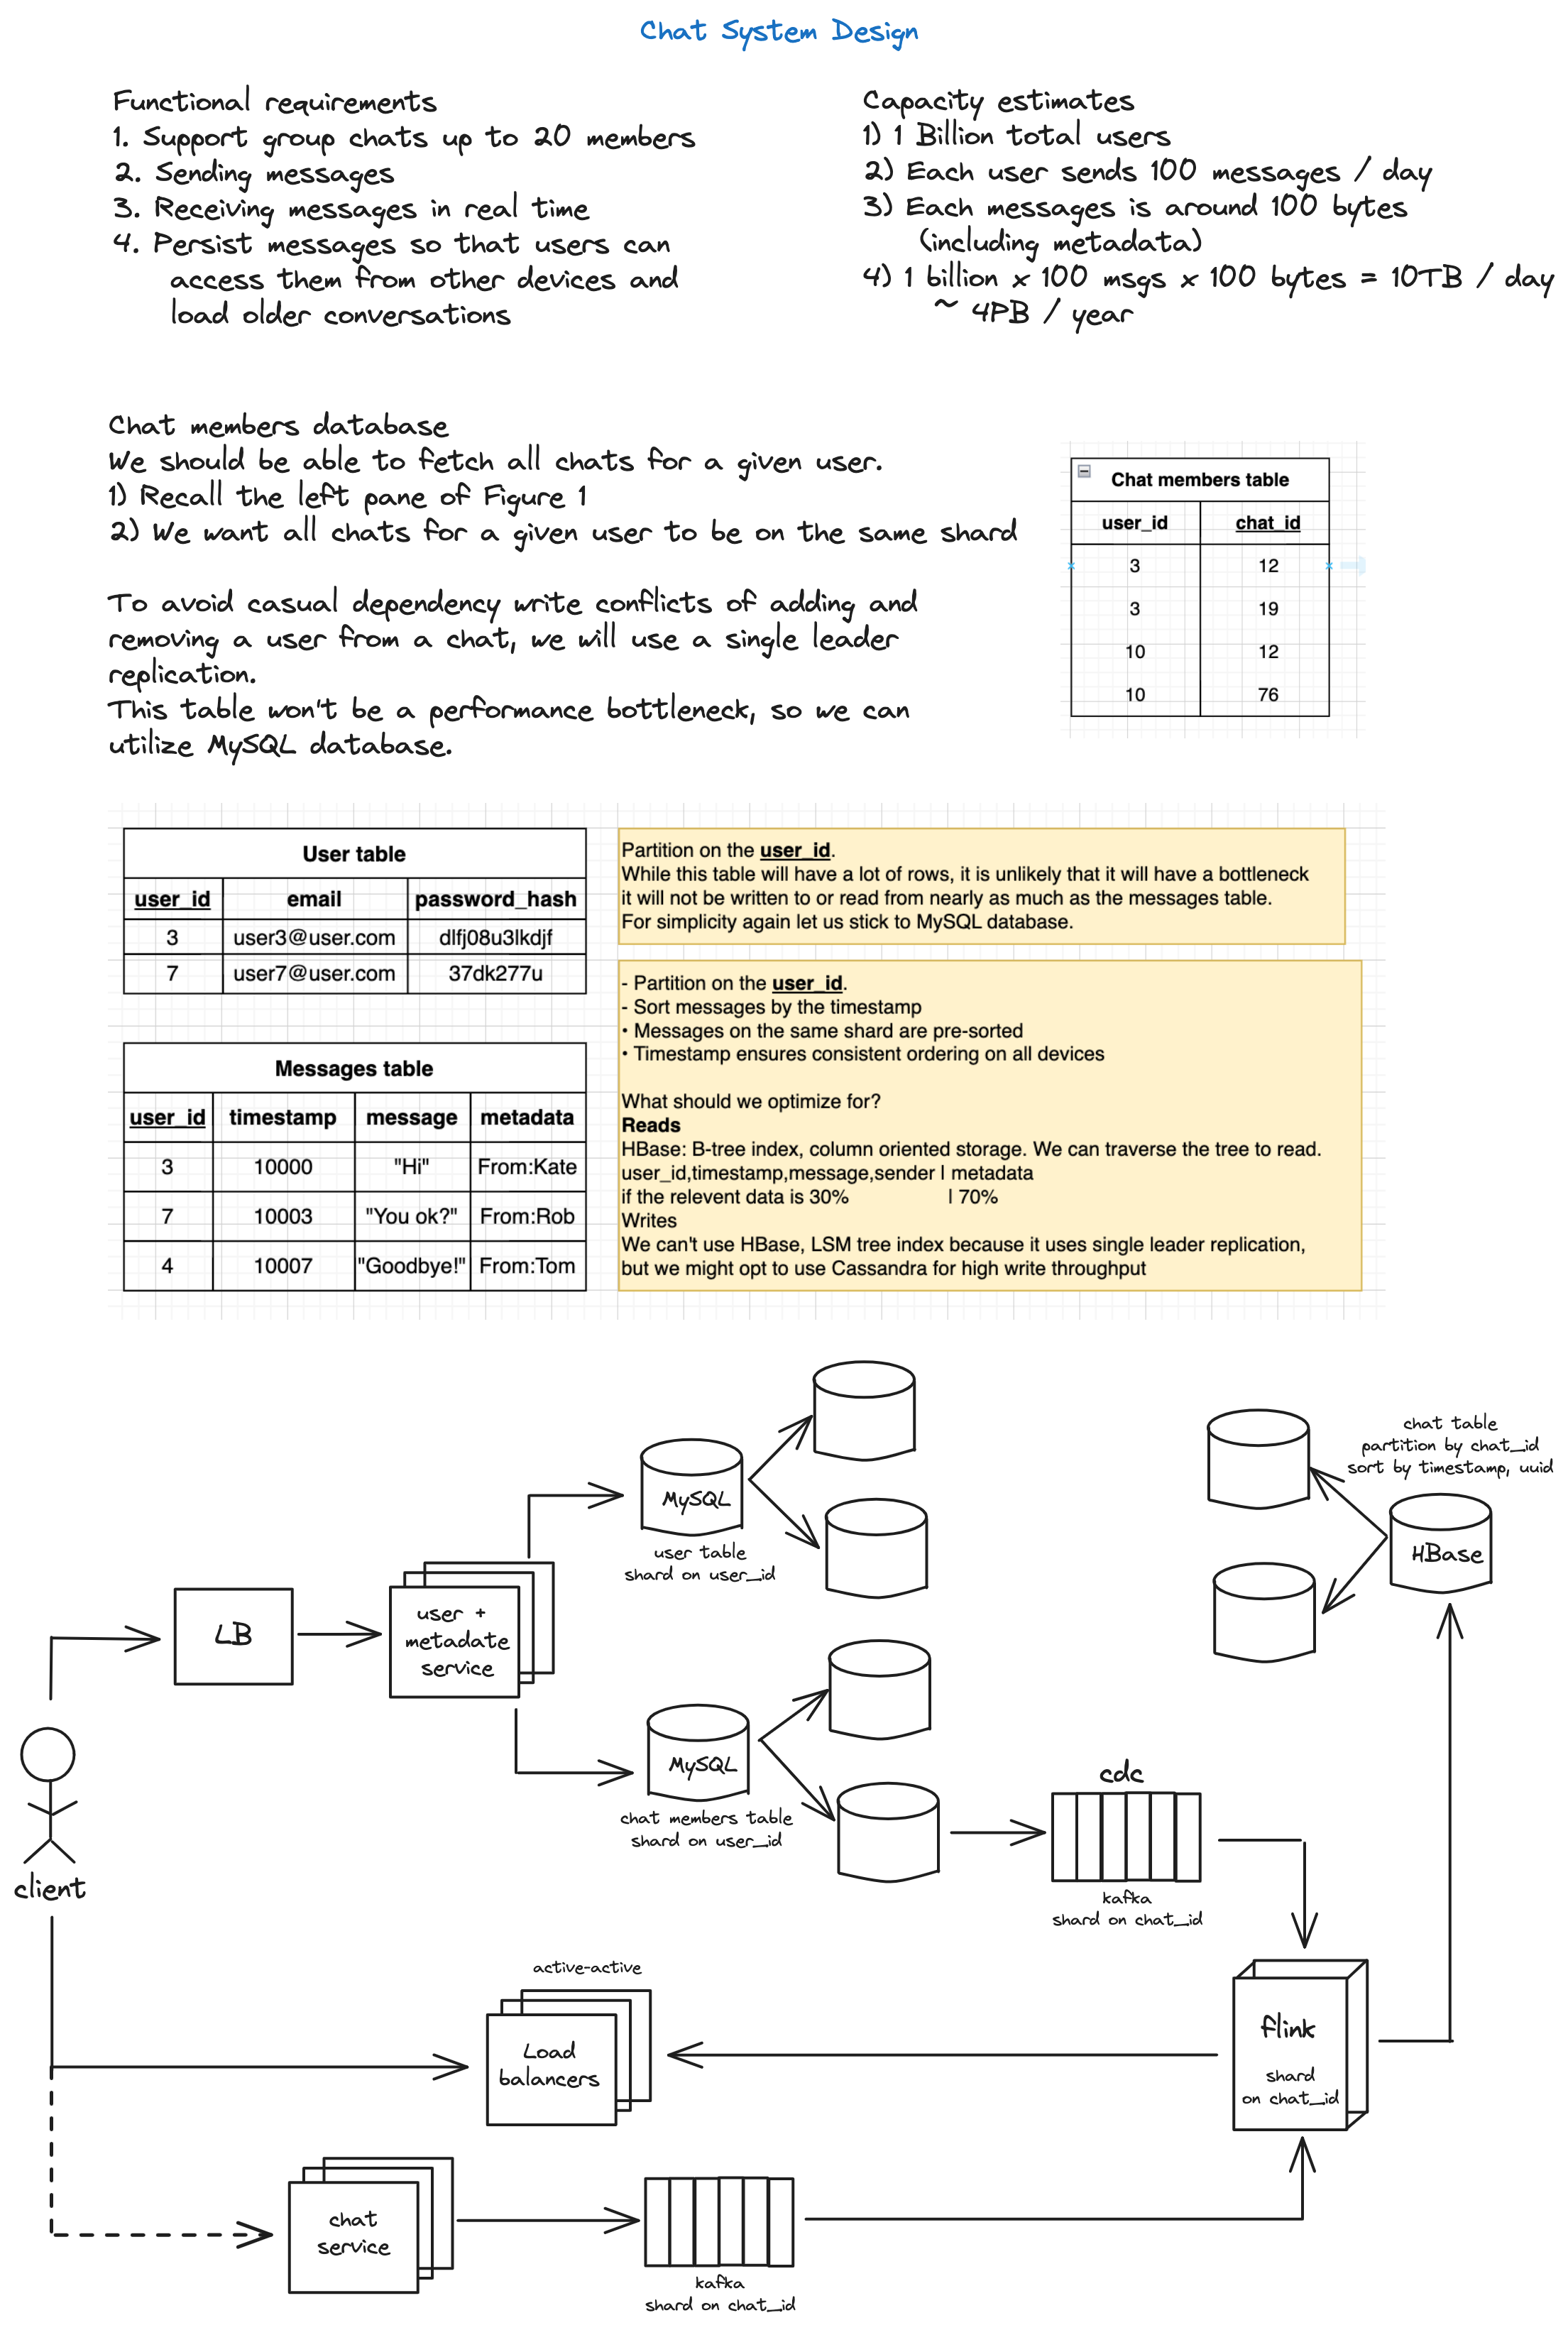 Chat System Design
Functional requirements
1. Support group chats up to 20 members
2. Sending messages
3. Receiving messages in real time
4. Persist messages so that users can
access them from other devices and
load older conversations
Capacity estimates
1) 1 Billion total users
2) Each user sends 100 messages / day
3) Each messages is around 100 bytes
(including metadata)
4) 1 billion x 100 msgs x 100 bytes = 10TB / day
~ 4PB / year
Chat members database
We should be able to fetch all chats for a given user.
1) Recall the left pane of Figure 1
2) We want all chats for a given user to be on the same shard
To avoid casual dependency write conflicts of adding and
removing a user from a chat, we will use a single leader
replication.
This table won't be a performance bottleneck, so we can
utilize MySQL database.
Chat members table
user_id chat_id
3 12
3 19
10 12
10 76
User table
user_id email password_hash
3 user3@user.com dlfj08u3lkdjf
7 user7@user.com 37dk277u
Partition on the user_id.
While this table will have a lot of rows, it is unlikely that it will have a bottleneck
it will not be written to or read from nearly as much as the messages table.
For simplicity again let us stick to MySQL database.
Messages table
user_id timestamp message metadata
3 10000 "Hi" From:Kate
7 10003 "You ok?" From:Rob
4 10007 "Goodbye!" From:Tom
- Partition on the user_id.
- Sort messages by the timestamp
• Messages on the same shard are pre-sorted
• Timestamp ensures consistent ordering on all devices
What should we optimize for?
Reads
HBase: B-tree index, column oriented storage. We can traverse the tree to read.
user_id,timestamp,message,sender | metadata
if the relevent data is 30% | 70%
Writes
We can't use HBase, LSM tree index because it uses single leader replication,
but we might opt to use Cassandra for high write throughput
chat table
partition by chat_id
sort by timestamp, uuid
HBase
MySQL
user table
shard on user_id
LB
user +
metadate
service
MySQL
chat members table
shard on user_id
cdc
kafka
shard on chat_id
client
active-active
Load
balancers
flink
shard
on chat_id
chat
service
kafka
shard on chat_id